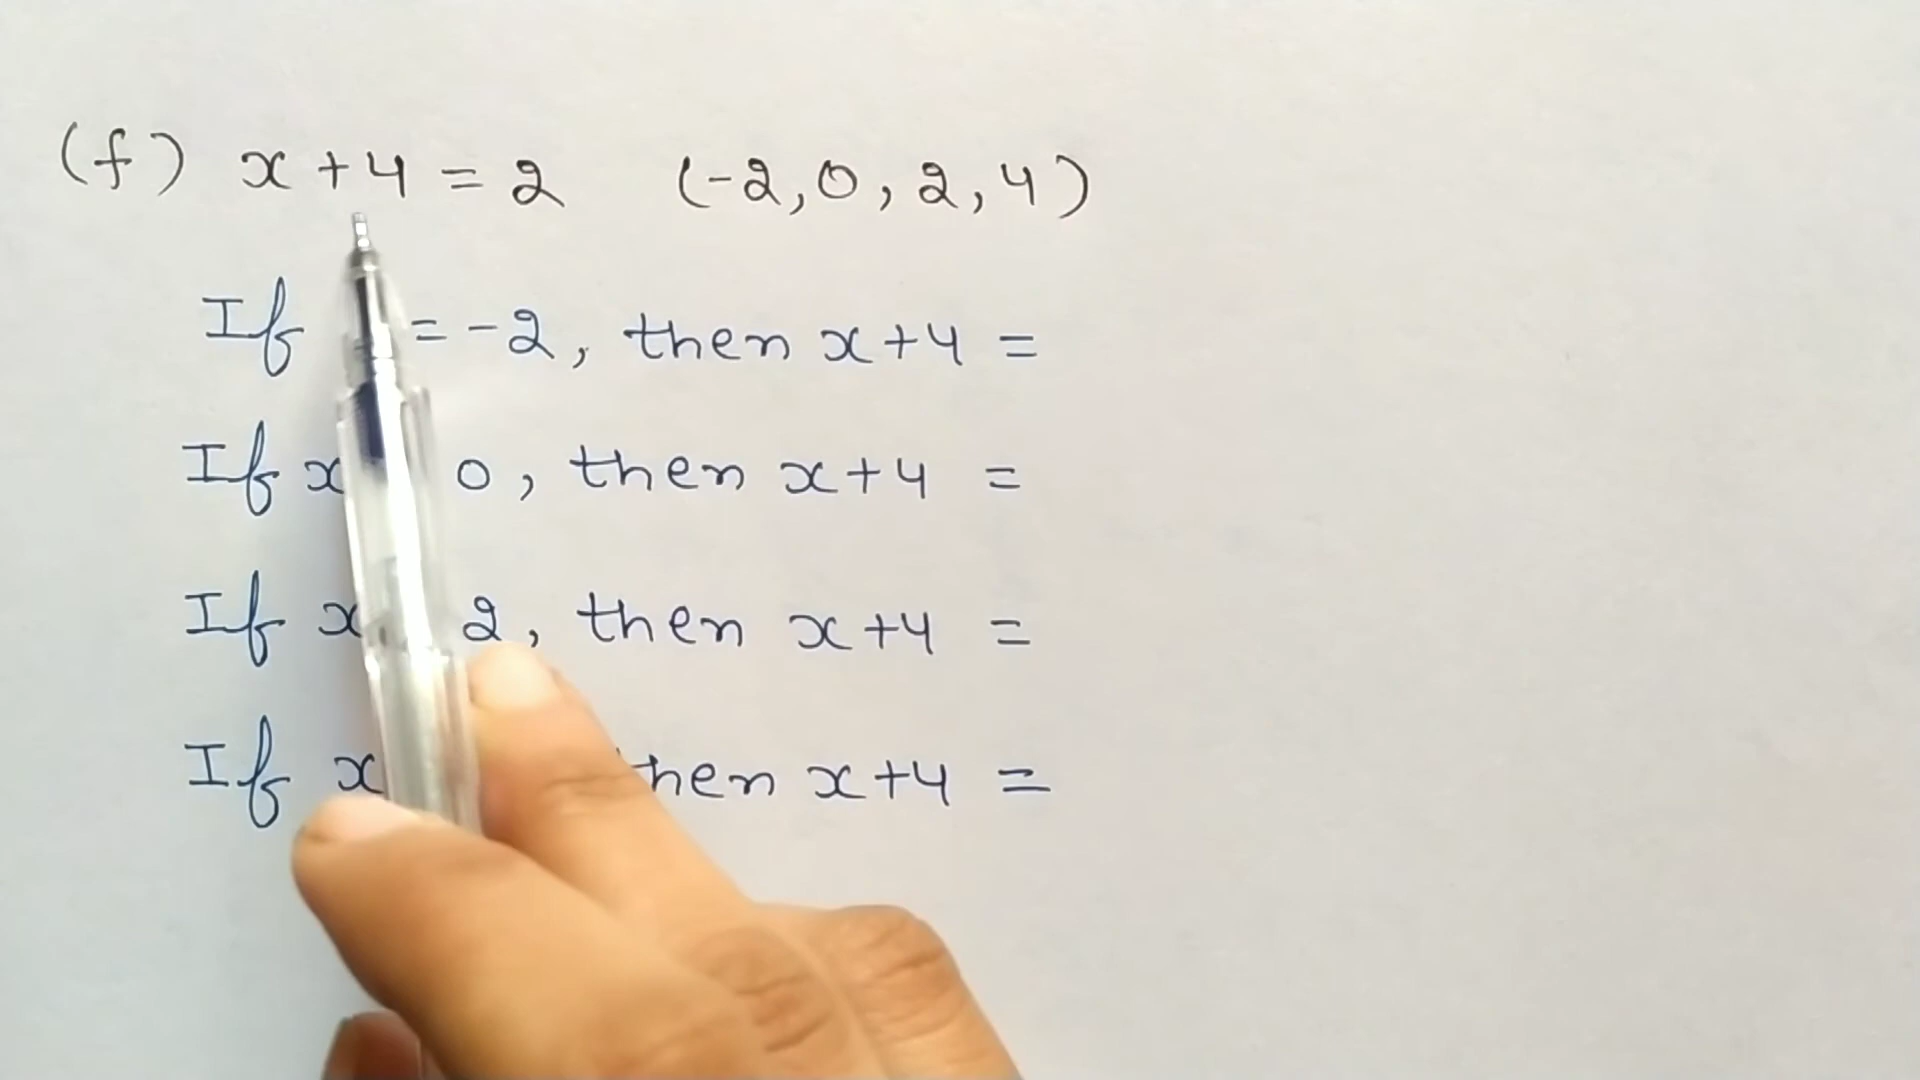 (f) x + 4 = 2 (-2, 0, 2, 4)
If = -2, then x+4 =
If x 0, then x+4 =
If x 2, then x+4 =
If x hen x+4 =